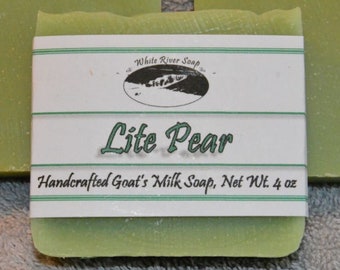 White River Soap
Lite Pear
Handcrafted Goat's Milk Soap, Net Wt. 4 oz